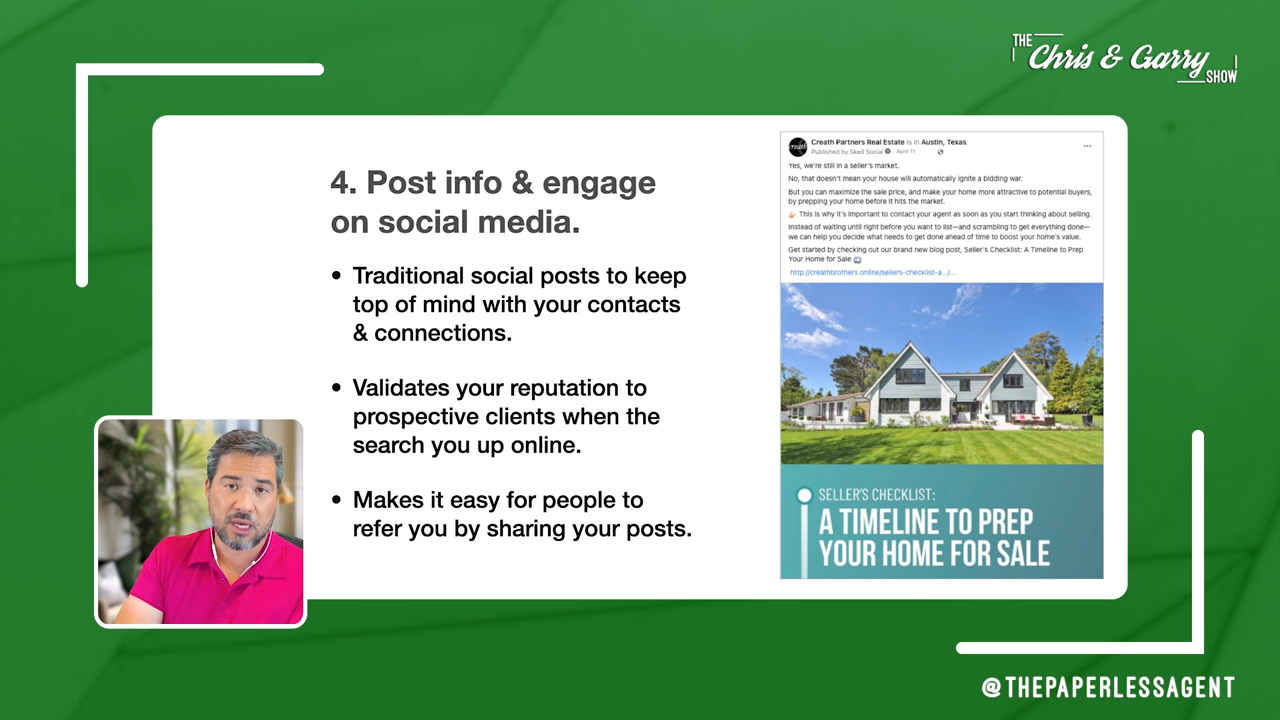 THE
Chris & Garry
SHOW
4. Post info & engage
on social media.
• Traditional social posts to keep
top of mind with your contacts
& connections.
• Validates your reputation to
prospective clients when the
search you up online.
• Makes it easy for people to
refer you by sharing your posts.
creath
Creath Partners Real Estate is in Austin, Texas.
Published by Sked Social · April 11
Yes, we're still in a seller's market.
No, that doesn't mean your house will automatically ignite a bidding war.
But you can maximize the sale price, and make your home more attractive to potential buyers,
by prepping your home before it hits the market.
👉 This is why it's important to contact your agent as soon as you start thinking about selling.
Instead of waiting until right before you want to list—and scrambling to get everything done—
we can help you decide what needs to get done ahead of time to boost your home's value.
Get started by checking out our brand new blog post, Seller's Checklist: A Timeline to Prep
Your Home for Sale ➡️
http://creathbrothers.online/sellers-checklist-a.../...
SELLER'S CHECKLIST:
A TIMELINE TO PREP
YOUR HOME FOR SALE
@THEPAPERLESSAGENT